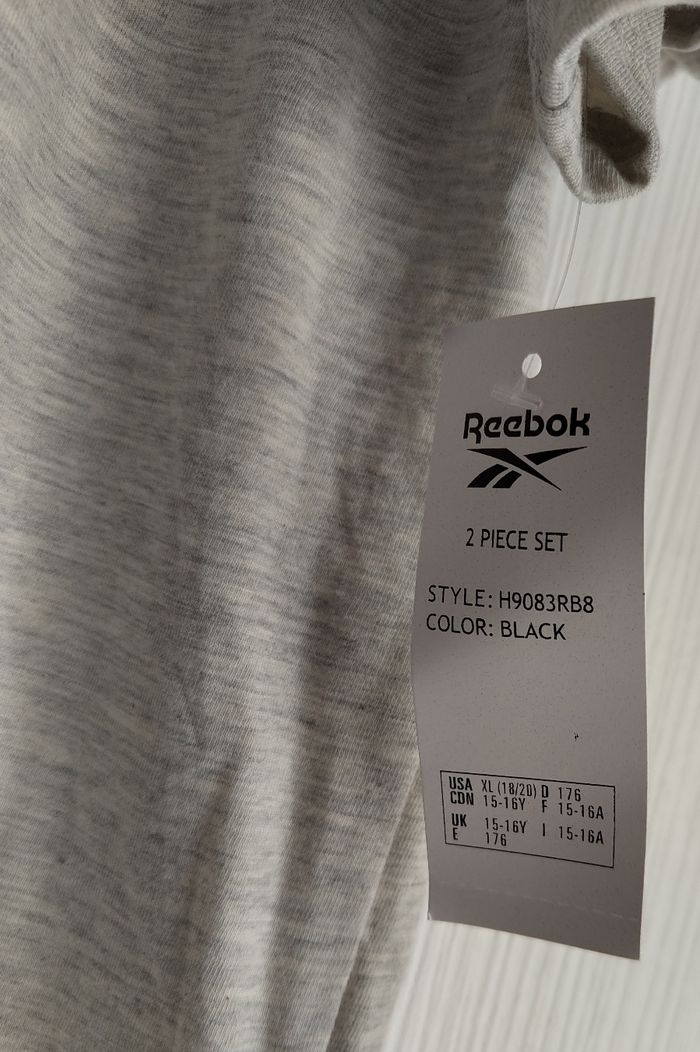 Reebok
2 PIECE SET
STYLE: H9083RB8
COLOR: BLACK
USA XL (18/20) D 176
CDN 15-16Y F 15-16A
UK 15-16Y I 15-16A
E 176